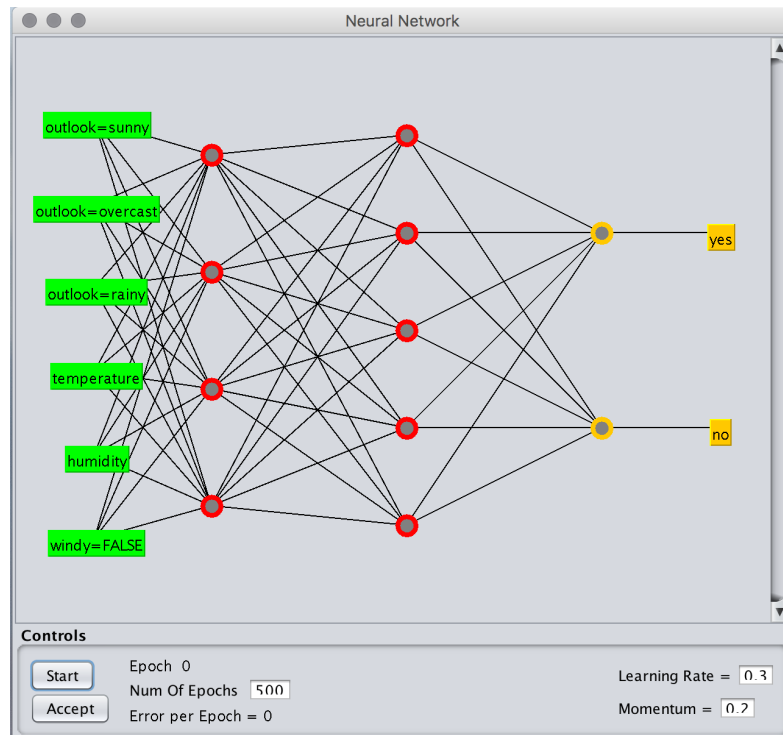 Neural Network
outlook=sunny
outlook=overcast
outlook=rainy
temperature
humidity
windy=FALSE
yes
no
Controls
Start
Accept
Epoch 0
Num Of Epochs 500
Error per Epoch = 0
Learning Rate = 0.3
Momentum = 0.2